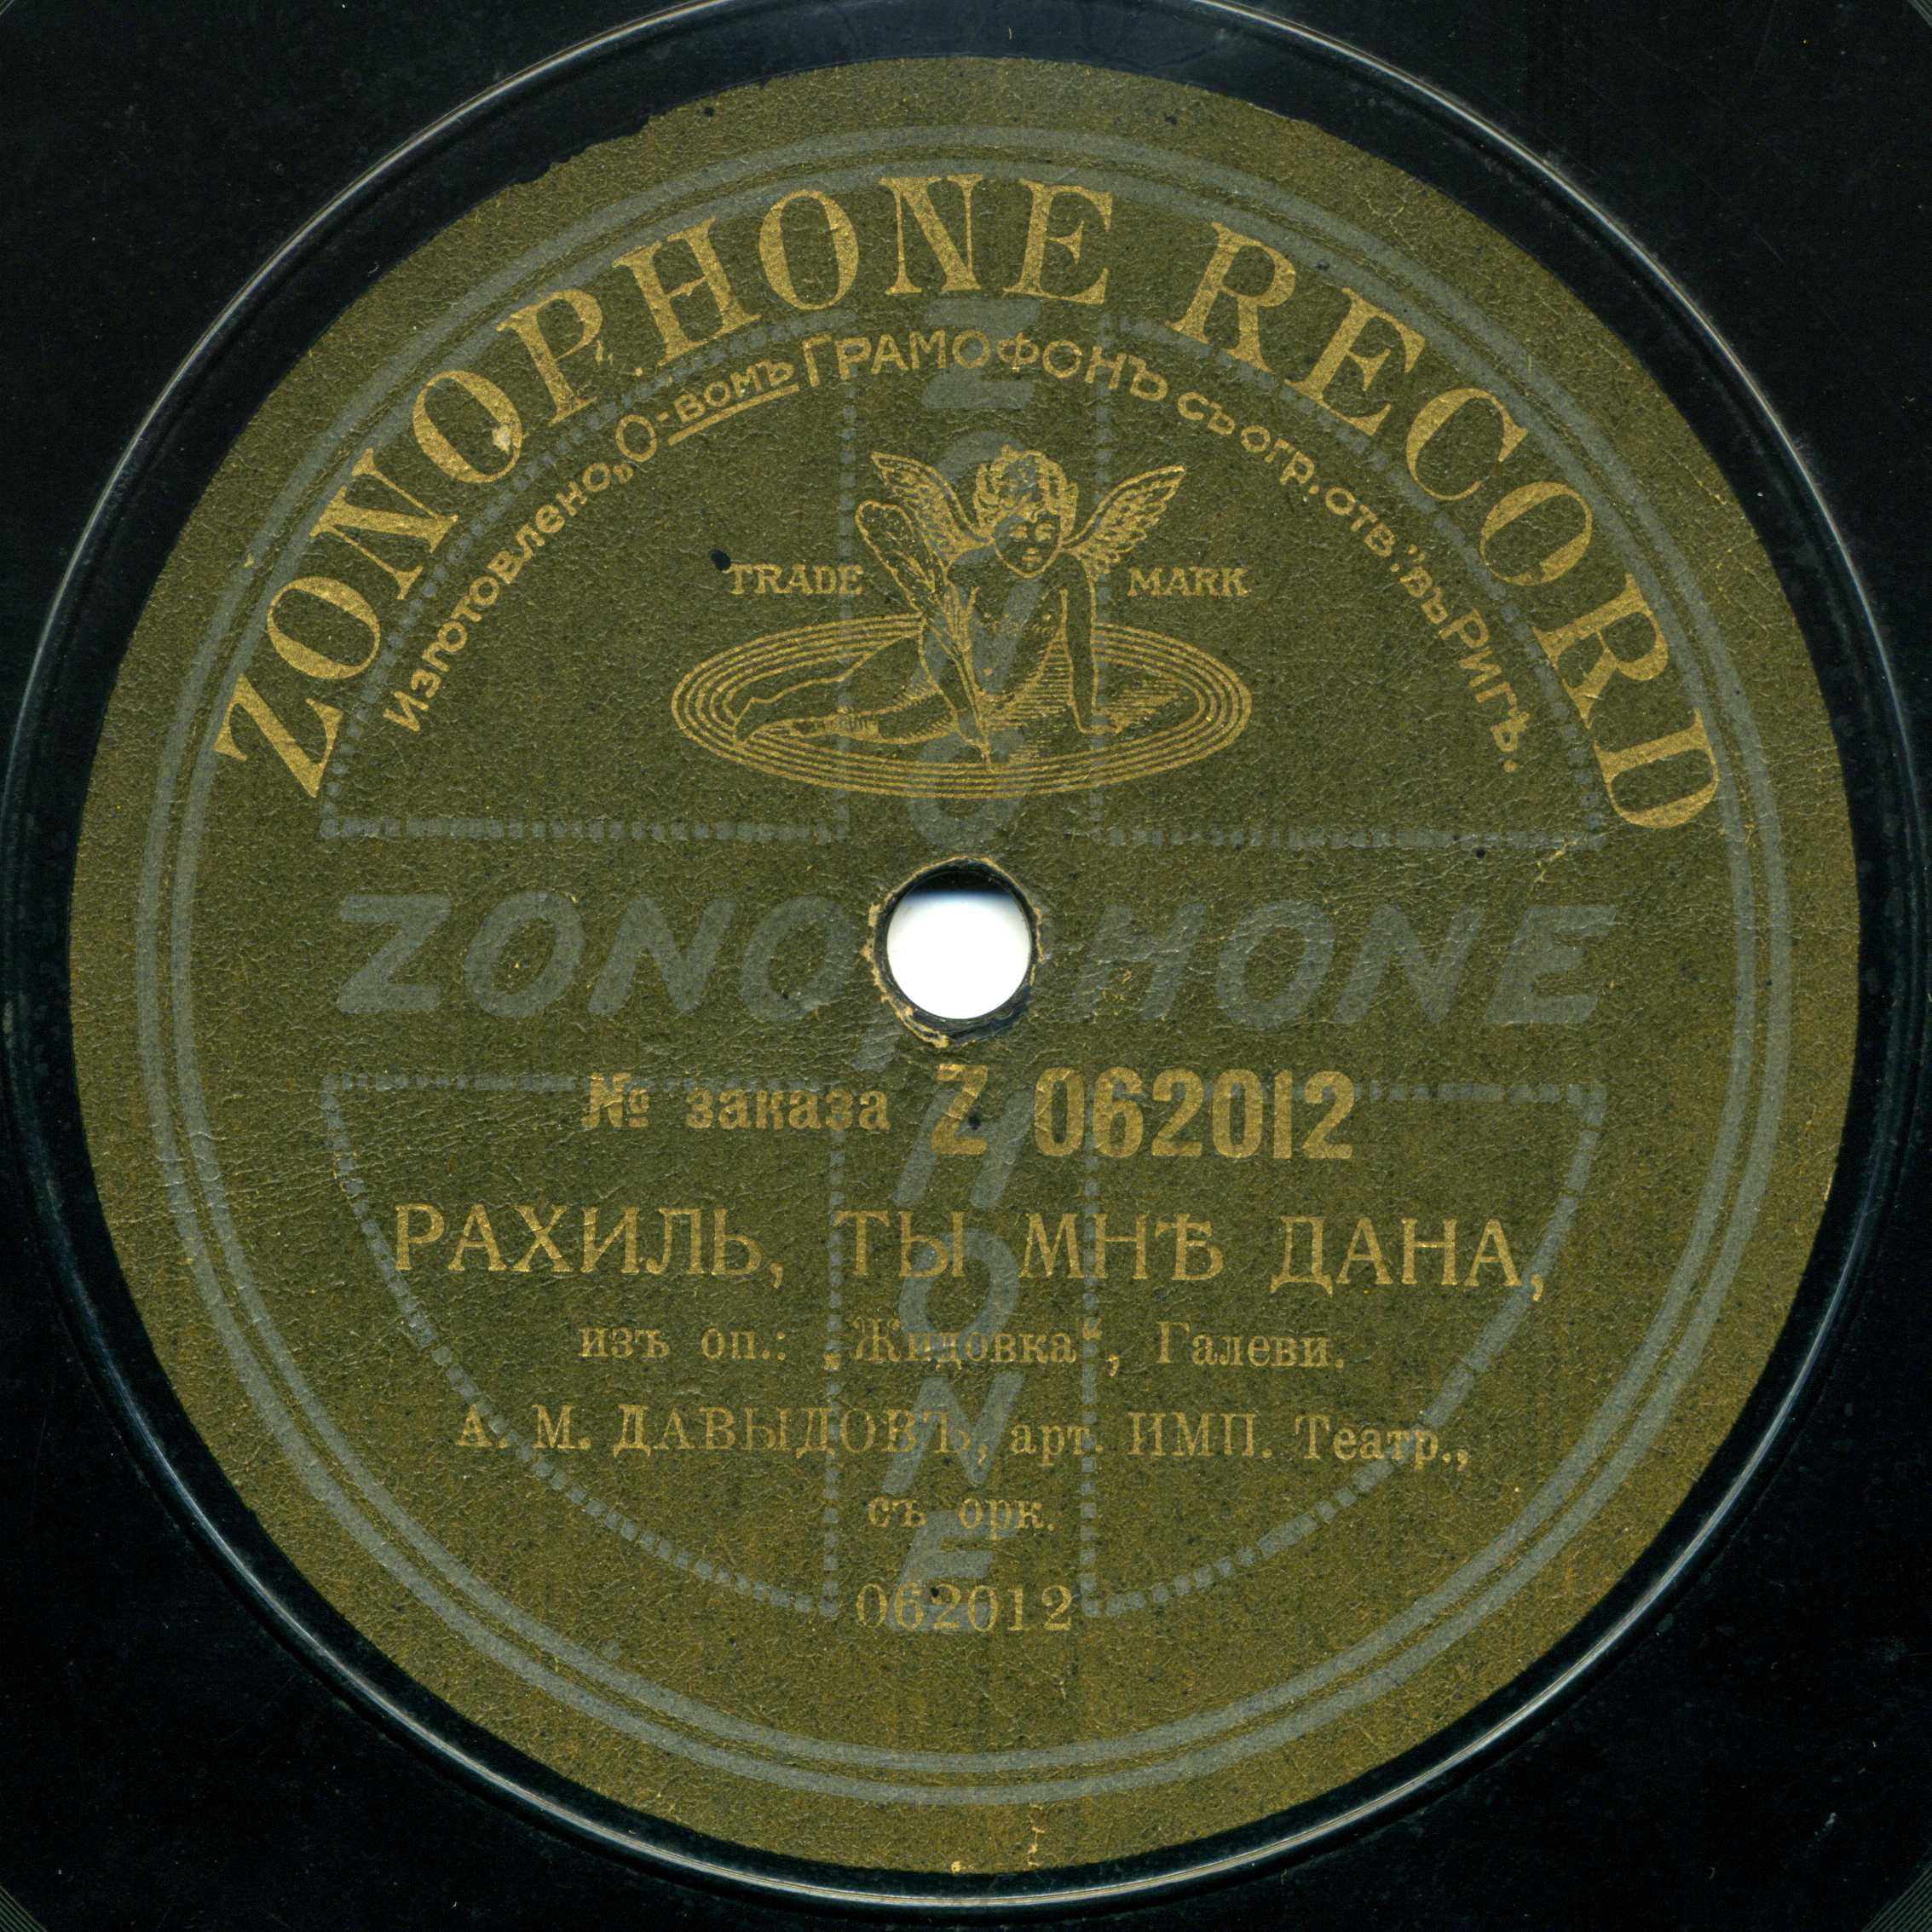 ZONOPHONE RECORD
Изготовлено „О-вомъ ГРАМОФОНЪ съ огр. отв." въ Ригѣ.
TRADE MARK
ZONOPHONE
ZONOPHONE
№ заказа Z 062012
РАХИЛЬ, ТЫ МНѢ ДАНА,
изъ оп.: „Жидовка“, Галеви.
А. М. ДАВЫДОВЪ, арт. ИМП. Театр.,
съ орк.
062012